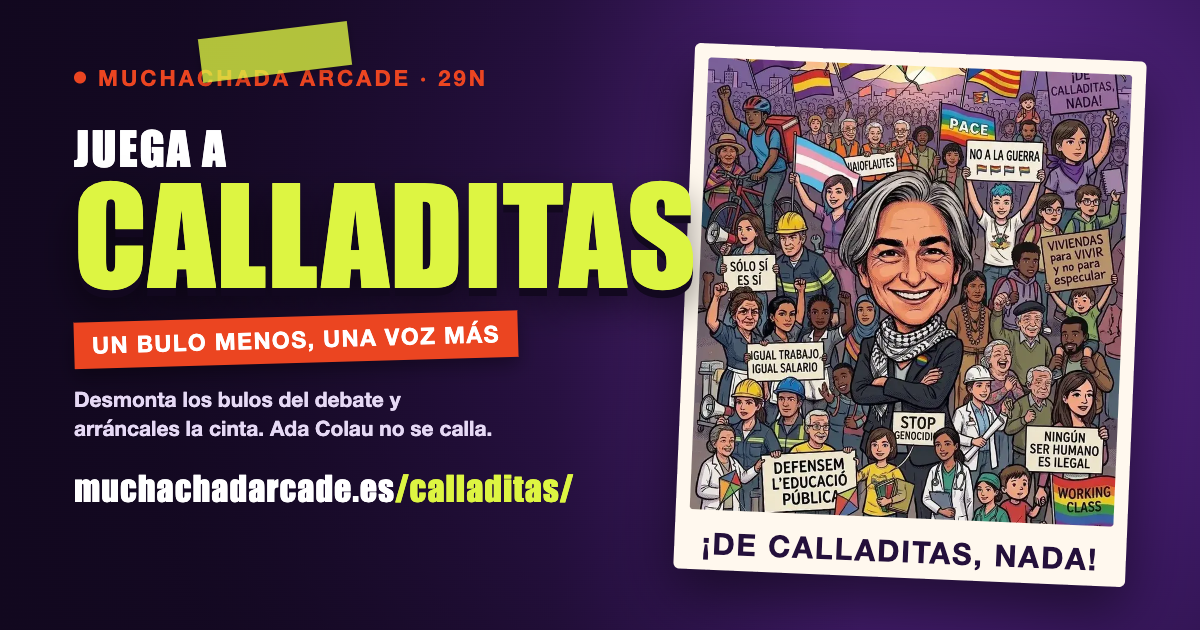 MUCHACHADA ARCADE · 29N
JUEGA A
CALLADITAS
UN BULO MENOS, UNA VOZ MÁS
Desmonta los bulos del debate y
arráncales la cinta. Ada Colau no se calla.
muchachadarcade.es/calladitas/
¡DE
CALLADITAS,
NADA!
PACE
IAIOFLAUTES
NO A LA GUERRA
VIVIENDAS
para VIVIR
y no para
especular
SÓLO SÍ
ES SÍ
IGUAL TRABAJO,
IGUAL SALARIO
STOP
GENOCIDI
NINGÚN
SER HUMANO
ES ILEGAL
DEFENSEM
L'EDUCACIÓ
PÚBLICA
WORKING
CLASS
¡DE CALLADITAS, NADA!